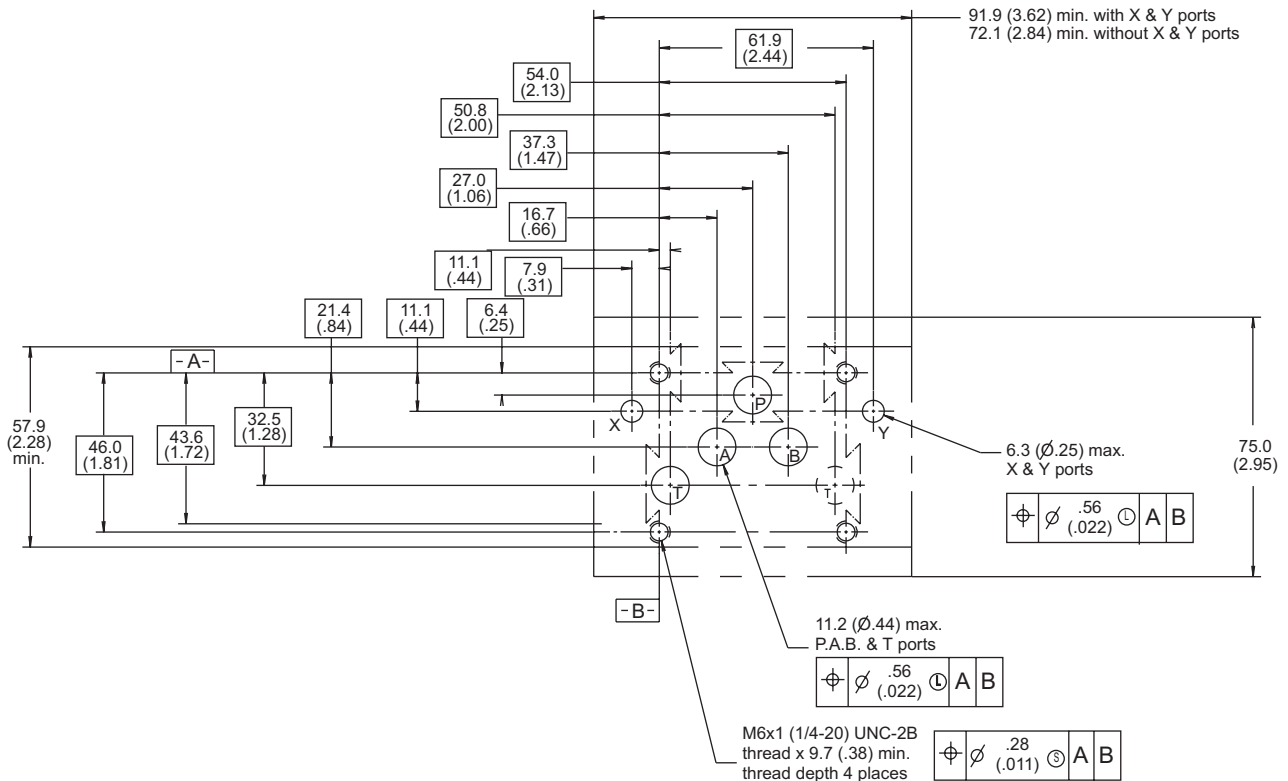 91.9 (3.62) min. with X & Y ports
72.1 (2.84) min. without X & Y ports
61.9
(2.44)
54.0
(2.13)
50.8
(2.00)
37.3
(1.47)
27.0
(1.06)
16.7
(.66)
11.1
(.44)
7.9
(.31)
21.4
(.84)
11.1
(.44)
6.4
(.25)
-A-
57.9
(2.28)
min.
46.0
(1.81)
43.6
(1.72)
32.5
(1.28)
P
X
Y
A
B
T
T
6.3 (Ø.25) max.
X & Y ports
75.0
(2.95)
⌖ Ø .56 (.022) Ⓛ A B
-B-
11.2 (Ø.44) max.
P.A.B. & T ports
⌖ Ø .56 (.022) Ⓛ A B
M6x1 (1/4-20) UNC-2B
thread x 9.7 (.38) min.
thread depth 4 places
⌖ Ø .28 (.011) Ⓢ A B